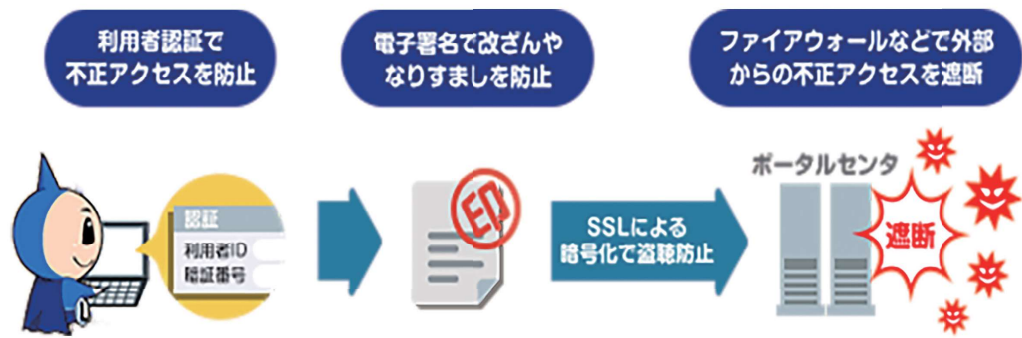 利用者認証で
不正アクセスを防止
電子署名で改ざんや
なりすましを防止
ファイアウォールなどで外部
からの不正アクセスを遮断
認証
利用者ID
暗証番号
印
SSLによる
暗号化で盗聴防止
ポータルセンタ
遮断